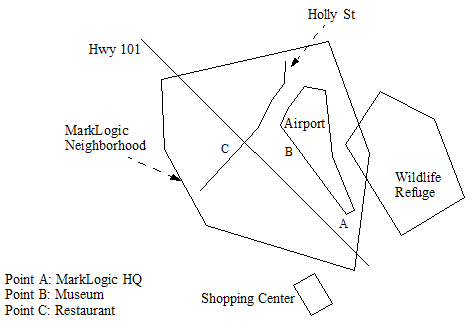 Holly St
Hwy 101
Airport
MarkLogic
Neighborhood
C
B
Wildlife
Refuge
A
Point A: MarkLogic HQ
Point B: Museum
Point C: Restaurant
Shopping Center